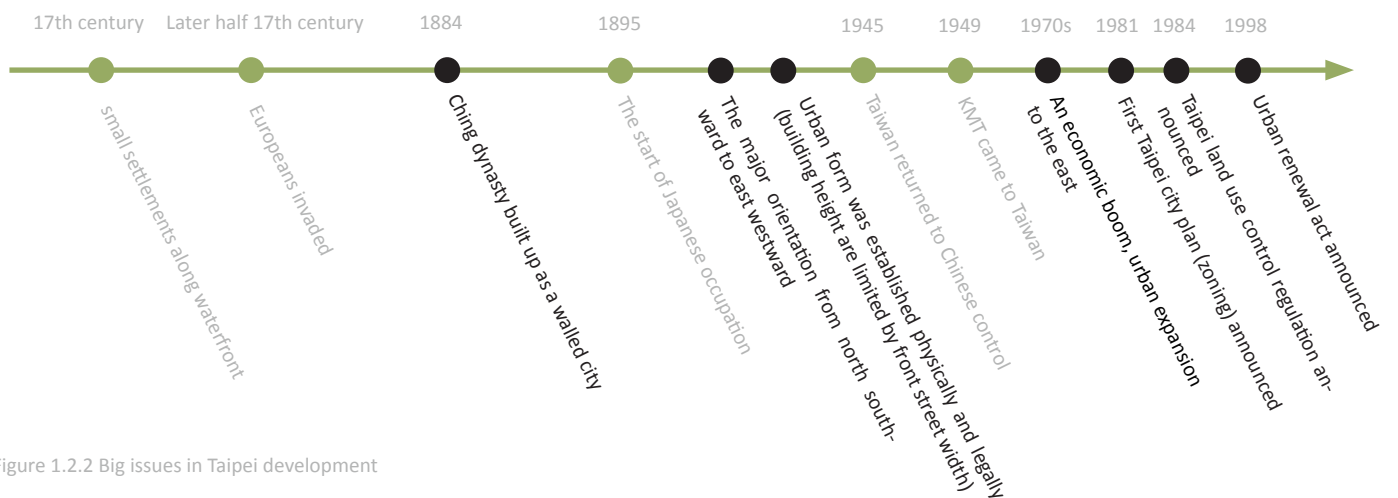 17th century
Later half 17th century
1884
1895
1945
1949
1970s
1981
1984
1998
small settlements along waterfront
Europeans invaded
Ching dynasty built up as a walled city
The start of Japanese occupation
The major orientation from north south-
ward to east westward
Urban form was established physically and legally
(building height are limited by front street width)
Taiwan returned to Chinese control
KMT came to Taiwan
An economic boom, urban expansion
to the east
First Taipei city plan (zoning) announced
Taipei land use control regulation an-
nounced
Urban renewal act announced
igure 1.2.2 Big issues in Taipei development